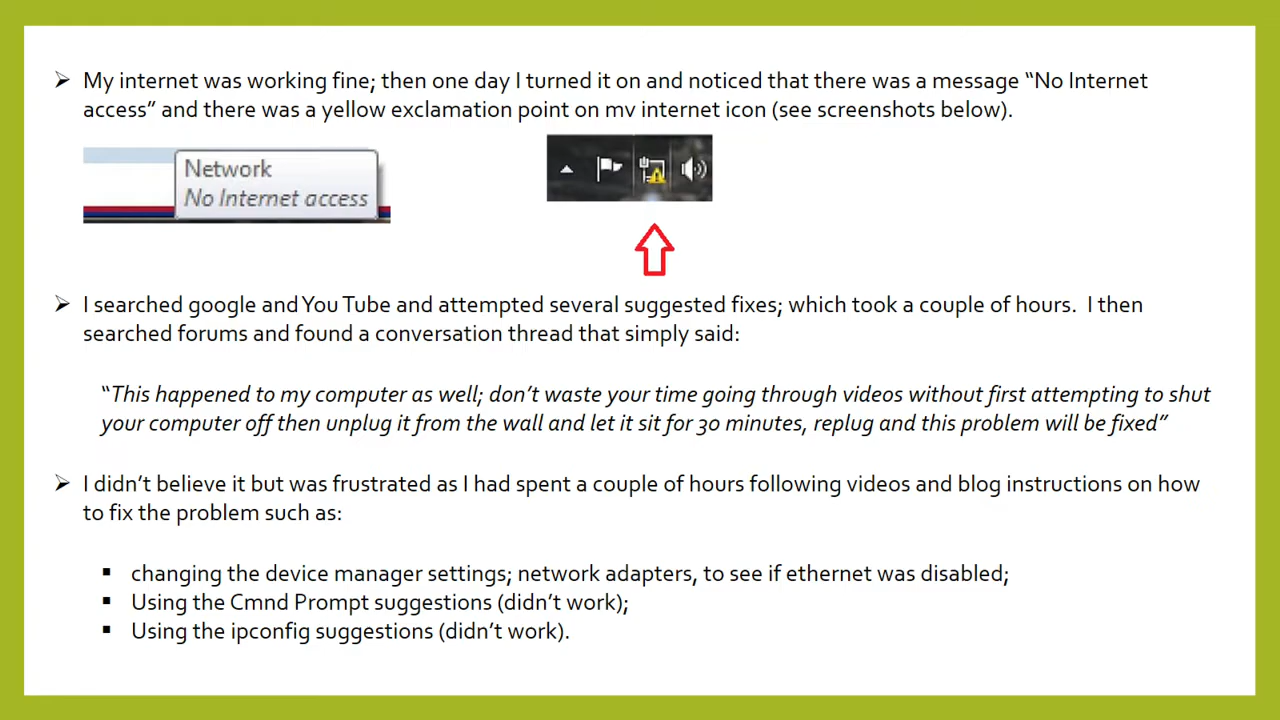 ➢ My internet was working fine; then one day I turned it on and noticed that there was a message “No Internet
access” and there was a yellow exclamation point on mv internet icon (see screenshots below).
Network
No Internet access
➢ I searched google and You Tube and attempted several suggested fixes; which took a couple of hours.  I then
searched forums and found a conversation thread that simply said:
“This happened to my computer as well; don’t waste your time going through videos without first attempting to shut
your computer off then unplug it from the wall and let it sit for 30 minutes, replug and this problem will be fixed”
➢ I didn’t believe it but was frustrated as I had spent a couple of hours following videos and blog instructions on how
to fix the problem such as:
▪ changing the device manager settings; network adapters, to see if ethernet was disabled;
▪ Using the Cmnd Prompt suggestions (didn’t work);
▪ Using the ipconfig suggestions (didn’t work).